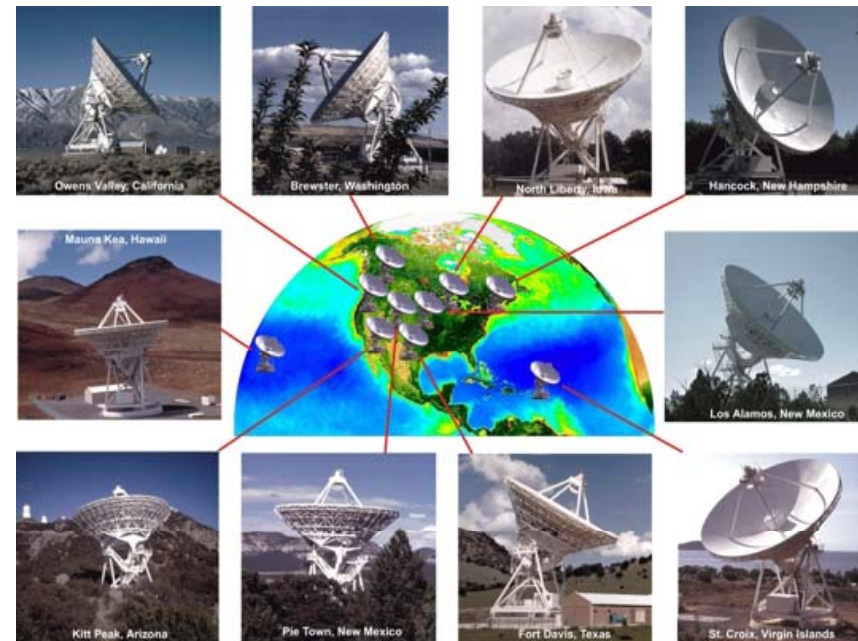 Owens Valley, California
Brewster, Washington
North Liberty, Iowa
Hancock, New Hampshire
Mauna Kea, Hawaii
Los Alamos, New Mexico
Kitt Peak, Arizona
Pie Town, New Mexico
Fort Davis, Texas
St. Croix, Virgin Islands